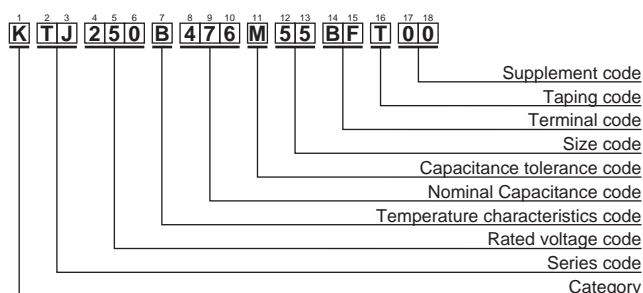 1 2 3 4 5 6 7 8 9 10 11 12 13 14 15 16 17 18
K T J 2 5 0 B 4 7 6 M 5 5 B F T 0 0
Supplement code
Taping code
Terminal code
Size code
Capacitance tolerance code
Nominal Capacitance code
Temperature characteristics code
Rated voltage code
Series code
Category